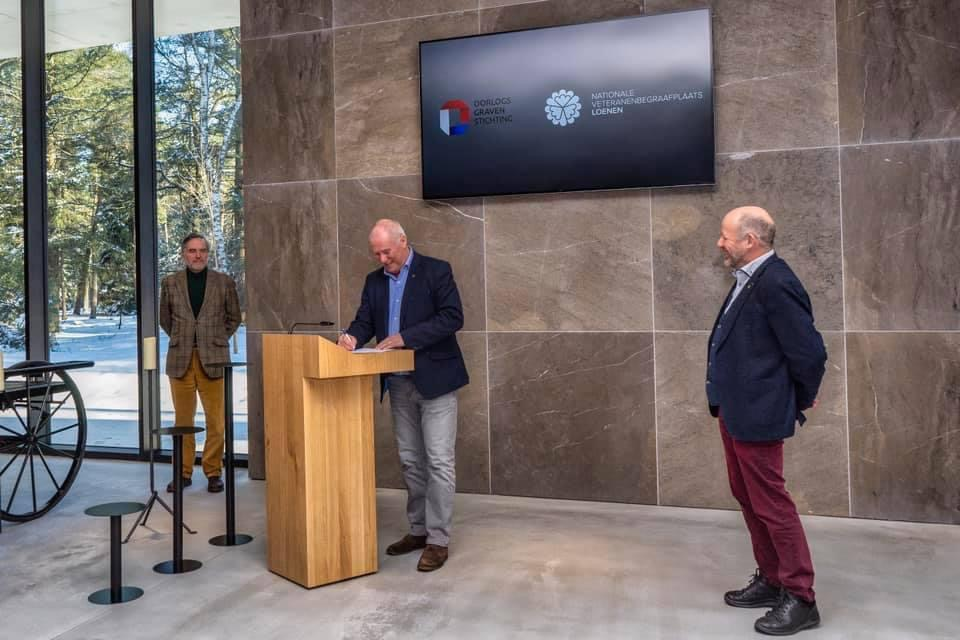 OORLOGS
GRAVEN
STICHTING
NATIONALE
VETERANENBEGRAAFPLAATS
LOENEN